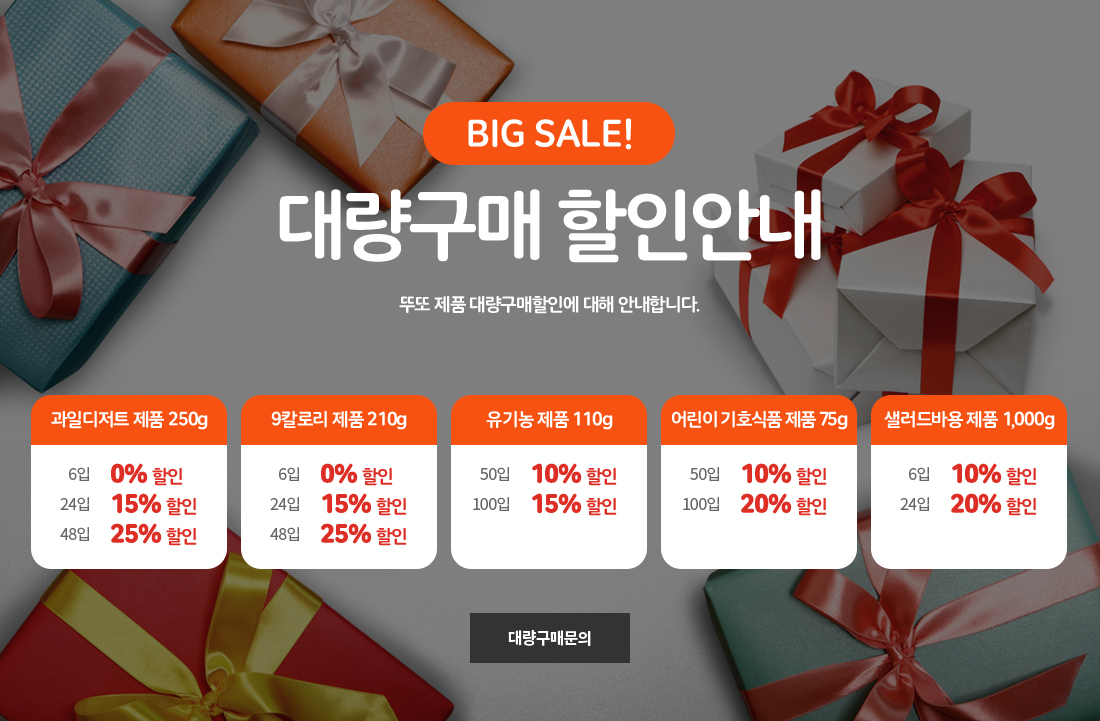 BIG SALE!
대량구매 할인안내
뚜또 제품 대량구매할인에 대해 안내합니다.
과일디저트 제품 250g
6입 0% 할인
24입 15% 할인
48입 25% 할인
9칼로리 제품 210g
6입 0% 할인
24입 15% 할인
48입 25% 할인
유기농 제품 110g
50입 10% 할인
100입 15% 할인
어린이 기호식품 제품 75g
50입 10% 할인
100입 20% 할인
샐러드바용 제품 1,000g
6입 10% 할인
24입 20% 할인
대량구매문의